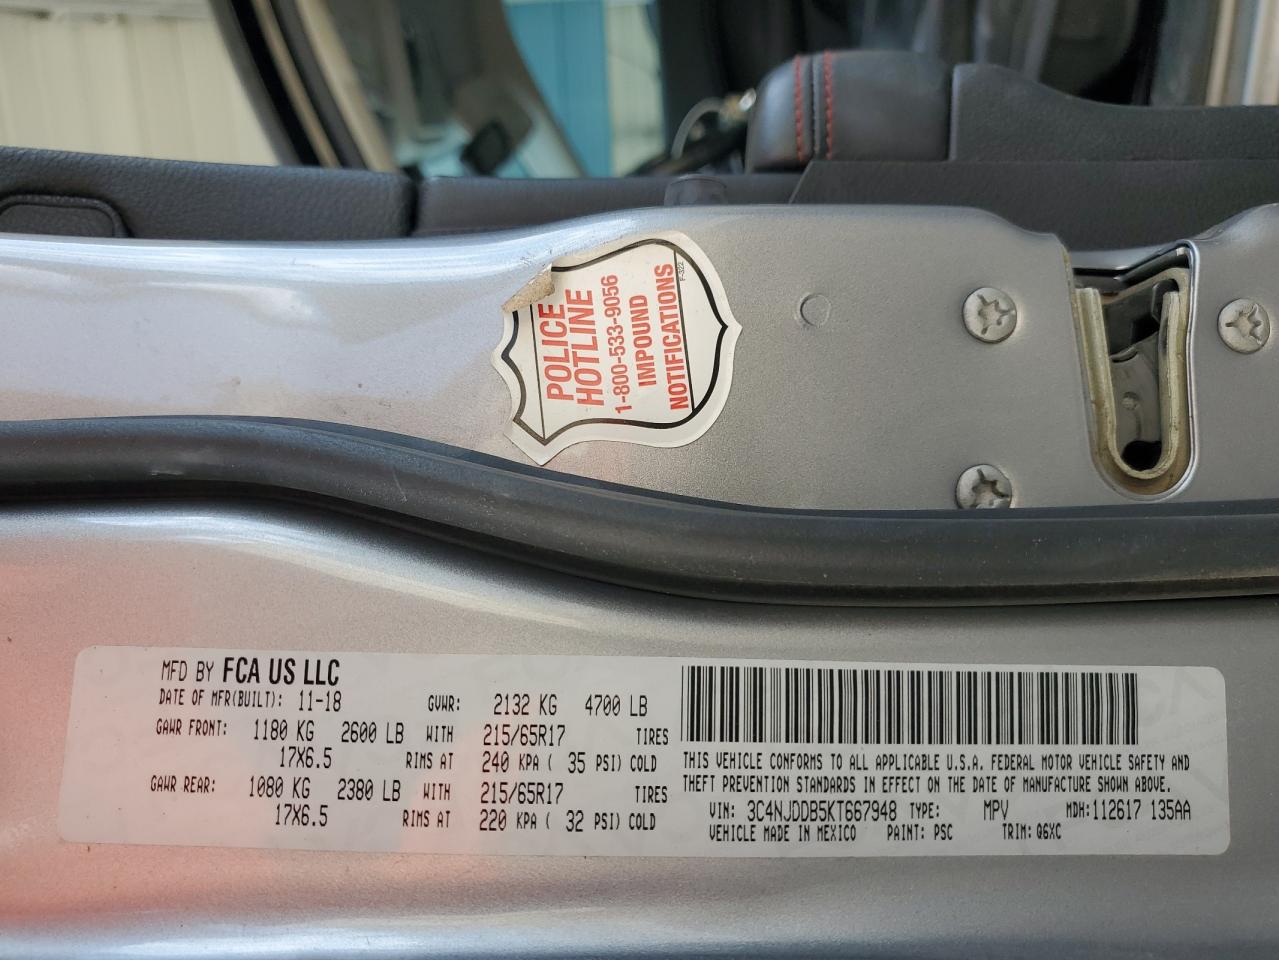 POLICE
HOTLINE
1-800-533-9056
IMPOUND
NOTIFICATIONS
F-522
MFD BY FCA US LLC
DATE OF MFR(BUILT): 11-18 GVWR: 2132 KG 4700 LB
GAWR FRONT: 1180 KG 2600 LB WITH 215/65R17 TIRES
17X6.5 RIMS AT 240 KPA ( 35 PSI) COLD
GAWR REAR: 1080 KG 2380 LB WITH 215/65R17 TIRES
17X6.5 RIMS AT 220 KPA ( 32 PSI) COLD
THIS VEHICLE CONFORMS TO ALL APPLICABLE U.S.A. FEDERAL MOTOR VEHICLE SAFETY AND
THEFT PREVENTION STANDARDS IN EFFECT ON THE DATE OF MANUFACTURE SHOWN ABOVE.
VIN: 3C4NJDDB5KT667948 TYPE: MPV MDH:112617 135AA
VEHICLE MADE IN MEXICO PAINT: PSC TRIM: Q6XC